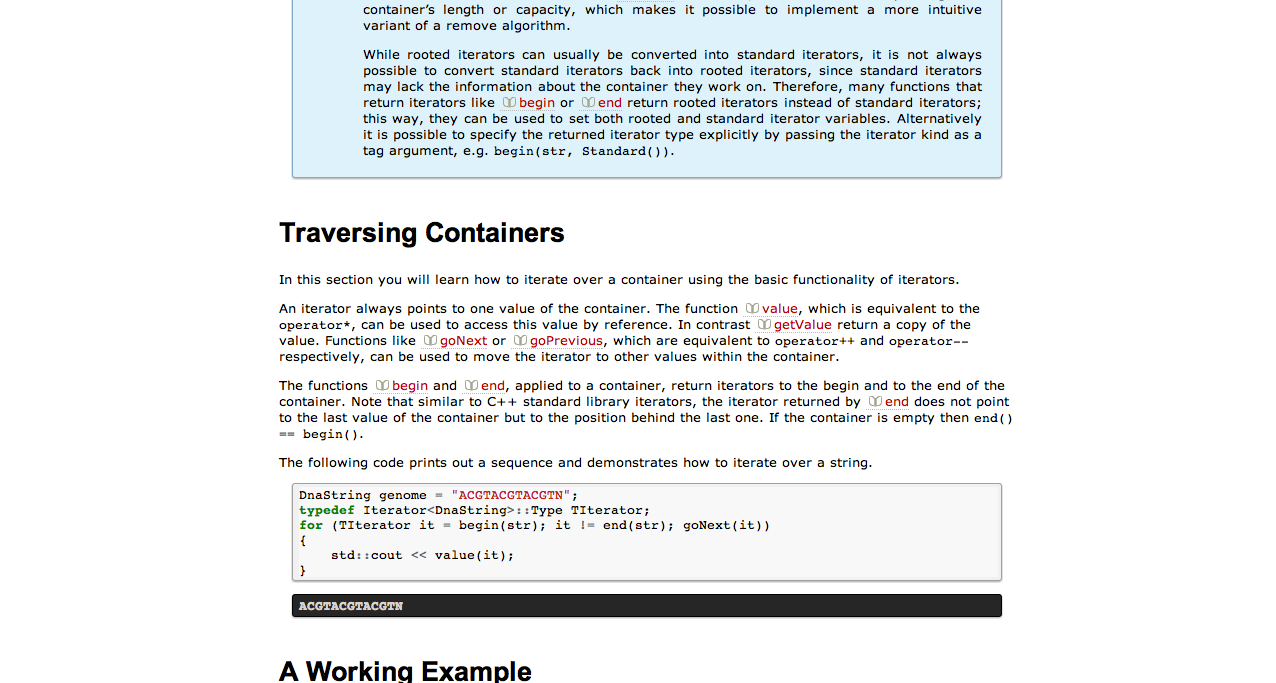 container’s length or capacity, which makes it possible to implement a more intuitive
variant of a remove algorithm.
While rooted iterators can usually be converted into standard iterators, it is not always
possible to convert standard iterators back into rooted iterators, since standard iterators
may lack the information about the container they work on. Therefore, many functions that
return iterators like begin or end return rooted iterators instead of standard iterators;
this way, they can be used to set both rooted and standard iterator variables. Alternatively
it is possible to specify the returned iterator type explicitly by passing the iterator kind as a
tag argument, e.g. begin(str, Standard()).
Traversing Containers
In this section you will learn how to iterate over a container using the basic functionality of iterators.
An iterator always points to one value of the container. The function value, which is equivalent to the
operator*, can be used to access this value by reference. In contrast getValue return a copy of the
value. Functions like goNext or goPrevious, which are equivalent to operator++ and operator--
respectively, can be used to move the iterator to other values within the container.
The functions begin and end, applied to a container, return iterators to the begin and to the end of the
container. Note that similar to C++ standard library iterators, the iterator returned by end does not point
to the last value of the container but to the position behind the last one. If the container is empty then end()
== begin().
The following code prints out a sequence and demonstrates how to iterate over a string.
DnaString genome = "ACGTACGTACGTN";
typedef Iterator<DnaString>::Type TIterator;
for (TIterator it = begin(str); it != end(str); goNext(it))
{
    std::cout << value(it);
}
ACGTACGTACGTN
A Working Example